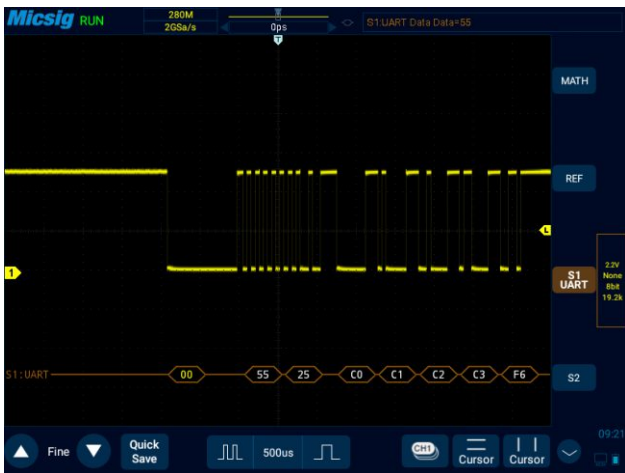 Micsig RUN
280M
2GSa/s
T
0ps
S1:UART Data Data=55
T
MATH
REF
L
1
S1
UART
2.2V
None
8bit
19.2k
S1:UART
00
55
25
C0
C1
C2
C3
F6
S2
09:21
Fine
Quick
Save
500us
CH1
Cursor
Cursor